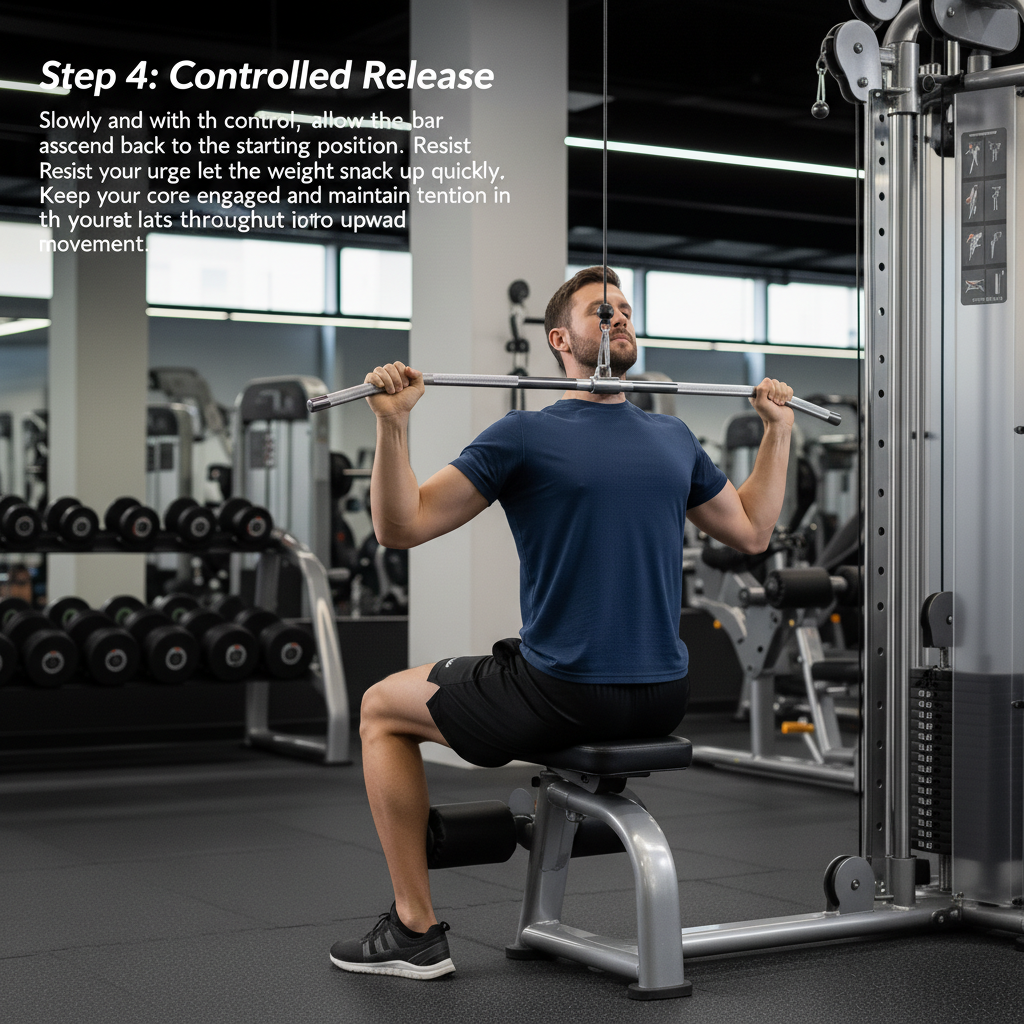 Step 4: Controlled Release
Slowly and with th control, allow the bar
asscend back to the starting position. Resist
Resist your urge let the weight snack up quickly.
Keep your core engaged and maintain tention in
th yourst lats throughut iotro upwad
movement.